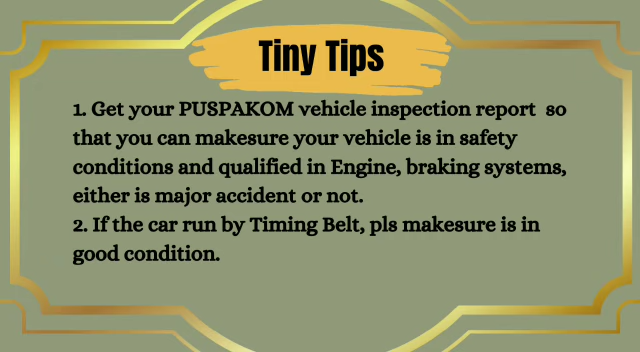 Tiny Tips
1. Get your PUSPAKOM vehicle inspection report  so
that you can makesure your vehicle is in safety
conditions and qualified in Engine, braking systems,
either is major accident or not.
2. If the car run by Timing Belt, pls makesure is in
good condition.